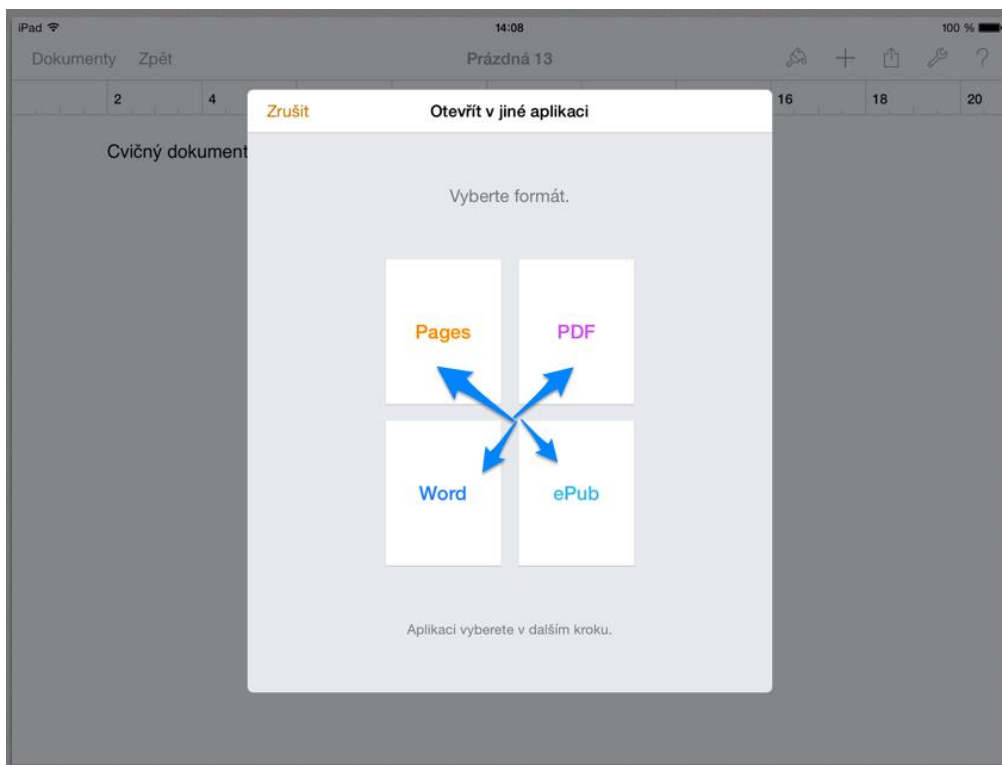 iPad 14:08 100 %
Dokumenty Zpět Prázdná 13 ?
2 4 16 18 20
Zrušit Otevřít v jiné aplikaci
Cvičný dokument
Vyberte formát.
Pages PDF
Word ePub
Aplikaci vyberete v dalším kroku.